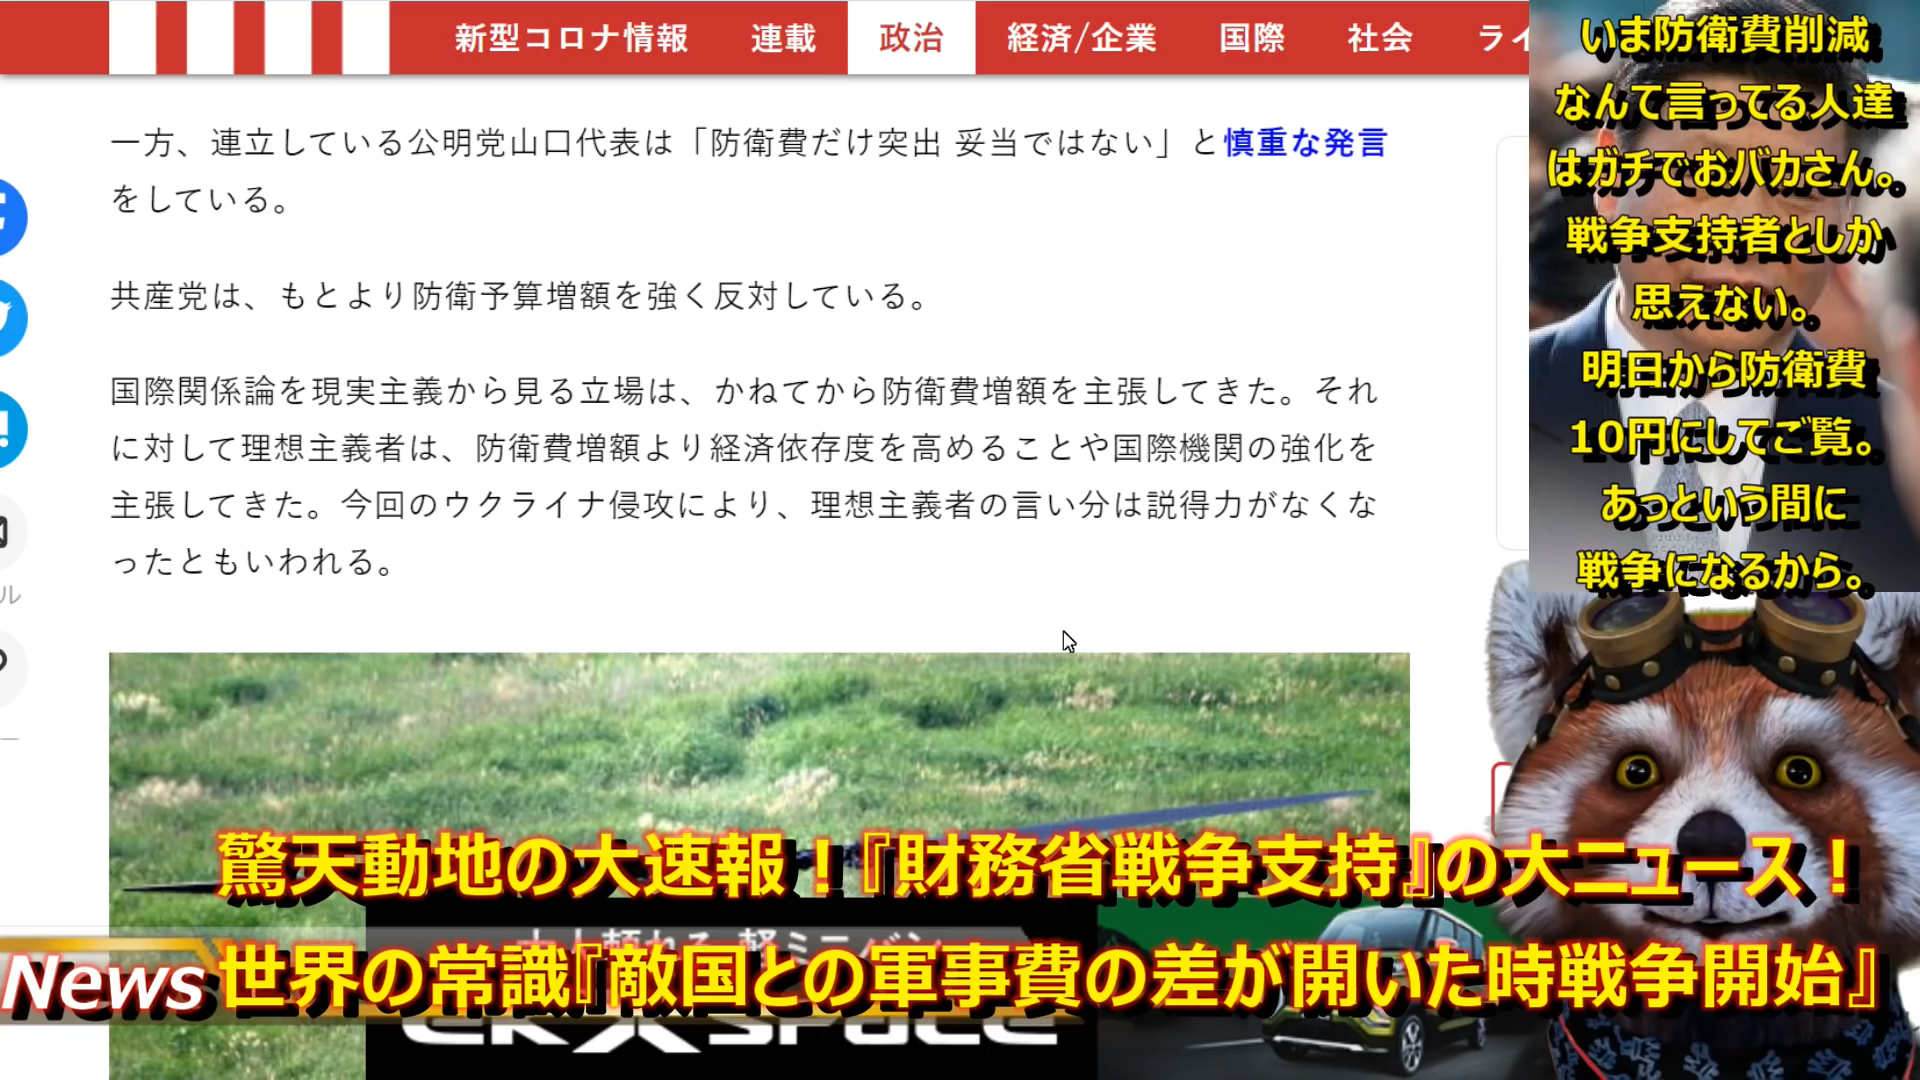 新型コロナ情報 連載 政治 経済/企業 国際 社会 ライ
一方、連立している公明党山口代表は「防衛費だけ突出 妥当ではない」と慎重な発言
をしている。
共産党は、もとより防衛予算増額を強く反対している。
国際関係論を現実主義から見る立場は、かねてから防衛費増額を主張してきた。それ
に対して理想主義者は、防衛費増額より経済依存度を高めることや国際機関の強化を
主張してきた。今回のウクライナ侵攻により、理想主義者の言い分は説得力がなくな
ったともいわれる。
ル
いま防衛費削減
なんて言ってる人達
はガチでおバカさん。
戦争支持者としか
思えない。
明日から防衛費
10円にしてご覧。
あっという間に
戦争になるから。
驚天動地の大速報！『財務省戦争支持』の大ニュース！
News
世界の常識『敵国との軍事費の差が開いた時戦争開始』